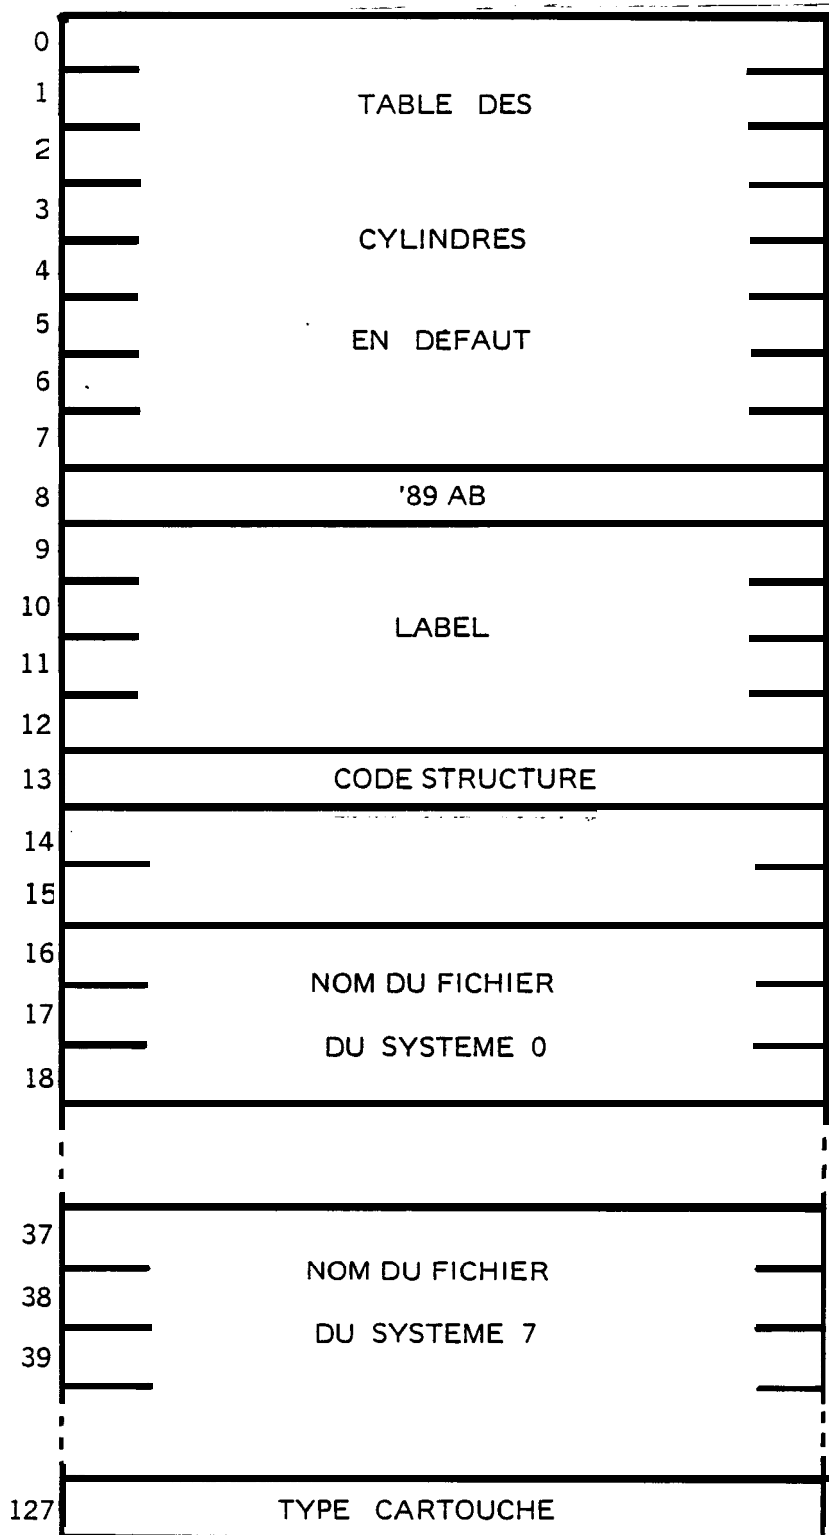 0
1
TABLE DES
2
3
CYLINDRES
4
5
EN DÉFAUT
6
7
8 '89 AB
9
10
LABEL
11
12
13 CODE STRUCTURE
14
15
16
NOM DU FICHIER
17
DU SYSTÈME 0
18
37
NOM DU FICHIER
38
DU SYSTEME 7
39
127 TYPE CARTOUCHE